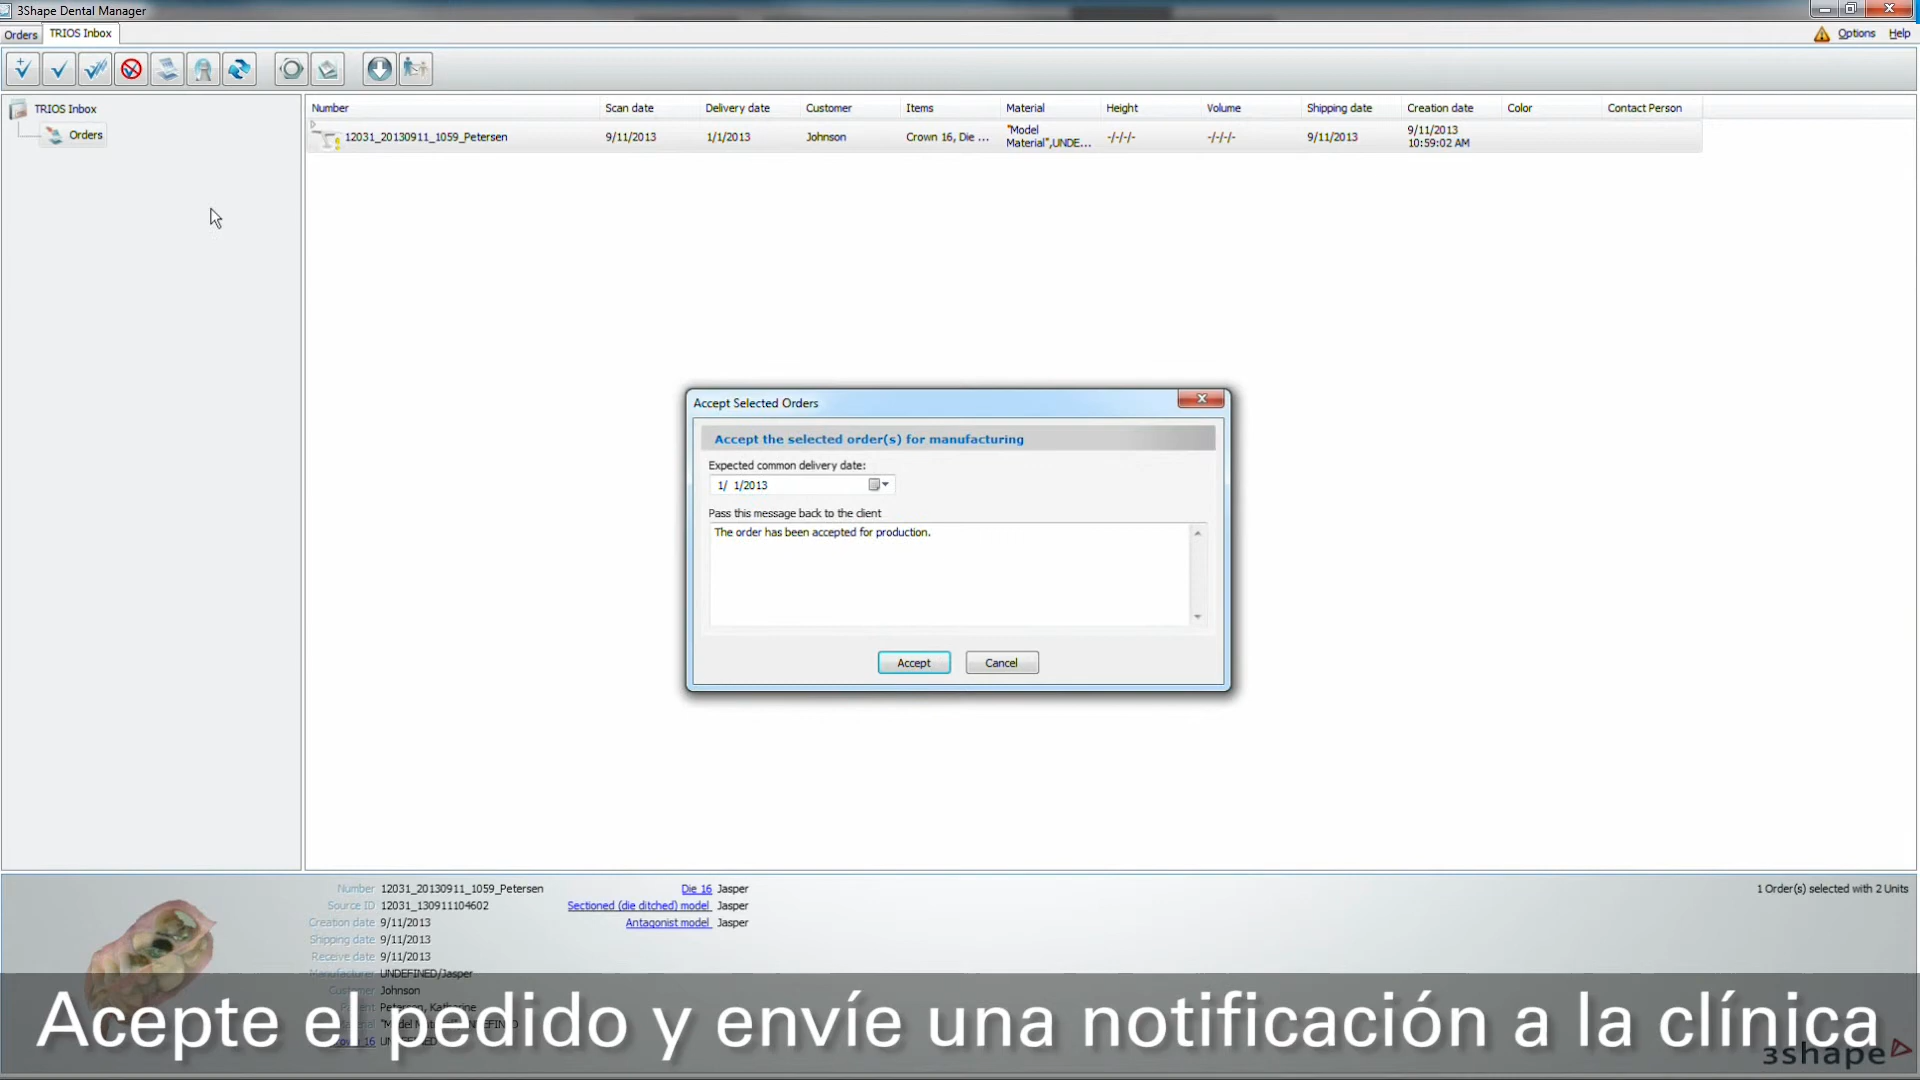 3Shape Dental Manager
Orders TRIOS Inbox
Options Help
TRIOS Inbox
Orders
Number Scan date Delivery date Customer Items Material Height Volume Shipping date Creation date Color Contact Person
12031_20130911_1059_Petersen 9/11/2013 1/1/2013 Johnson Crown 16, Die ... "Model Material",UNDE... -/-/-/- -/-/-/- 9/11/2013 9/11/2013 10:59:02 AM
Accept Selected Orders
Accept the selected order(s) for manufacturing
Expected common delivery date:
1/ 1/2013
Pass this message back to the client
The order has been accepted for production.
Accept Cancel
Number 12031_20130911_1059_Petersen Die 16 Jasper
Source ID 12031_130911104602 Sectioned (die ditched) model Jasper
Creation date 9/11/2013 Antagonist model Jasper
Shipping date 9/11/2013
Receive date 9/11/2013
Manufacturer UNDEFINED/Jasper
Customer Johnson
1 Order(s) selected with 2 Units
Acepte el pedido y envíe una notificación a la clínica
3shape